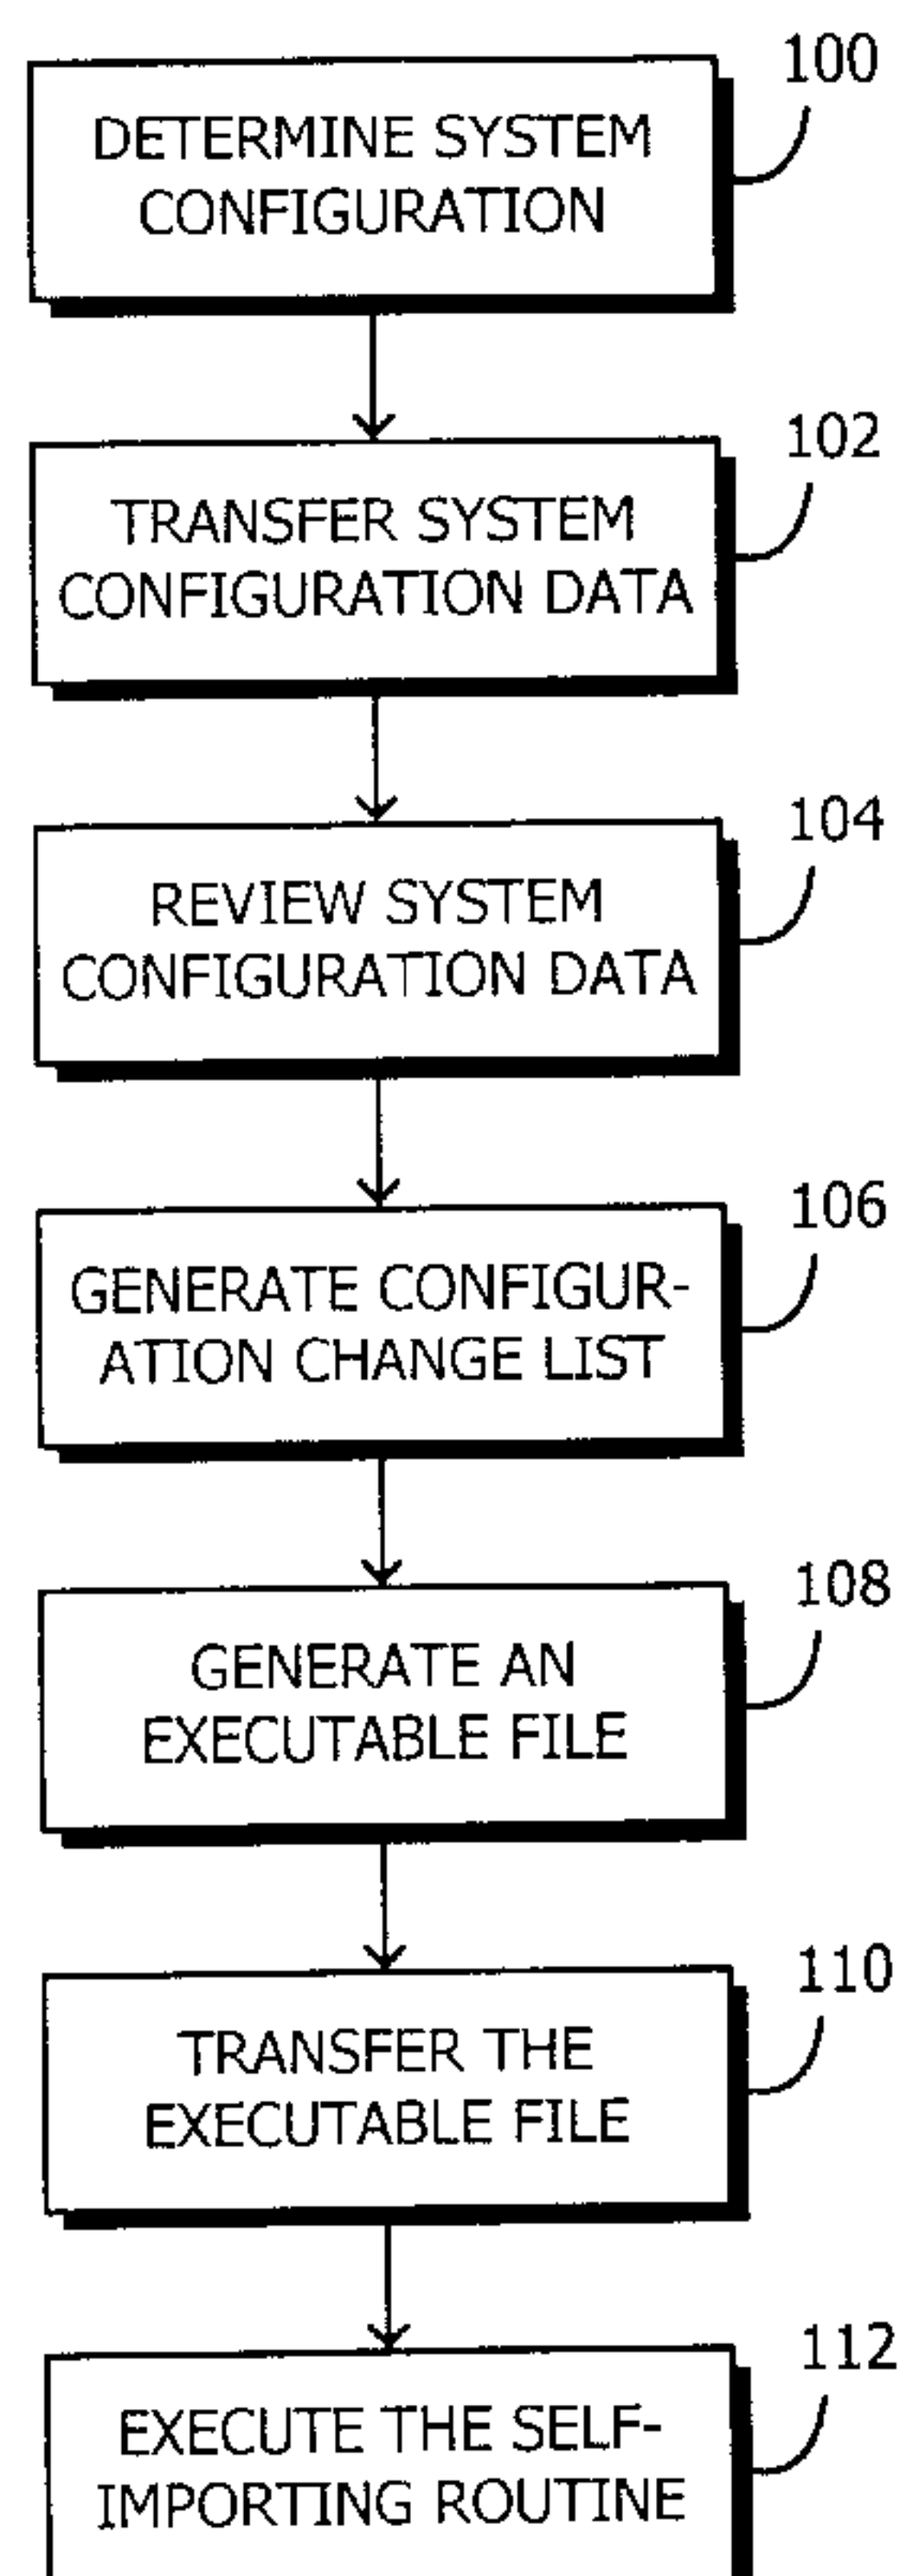 100
DETERMINE SYSTEM
CONFIGURATION
102
TRANSFER SYSTEM
CONFIGURATION DATA
104
REVIEW SYSTEM
CONFIGURATION DATA
106
GENERATE CONFIGUR-
ATION CHANGE LIST
108
GENERATE AN
EXECUTABLE FILE
110
TRANSFER THE
EXECUTABLE FILE
112
EXECUTE THE SELF-
IMPORTING ROUTINE